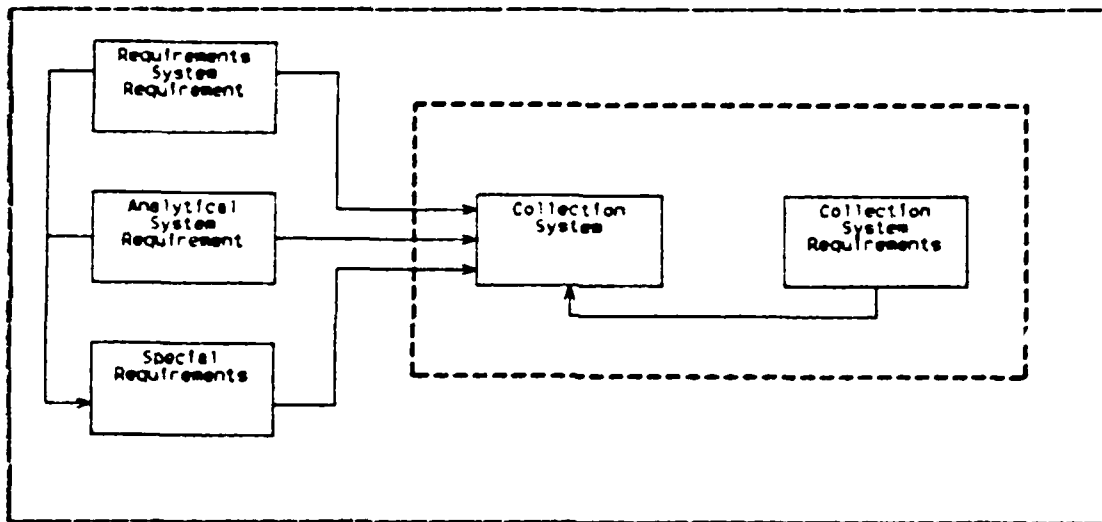 Requirements
System
Requirement
Analytical
System
Requirement
Special
Requirements
Collection
System
Collection
System
Requirements